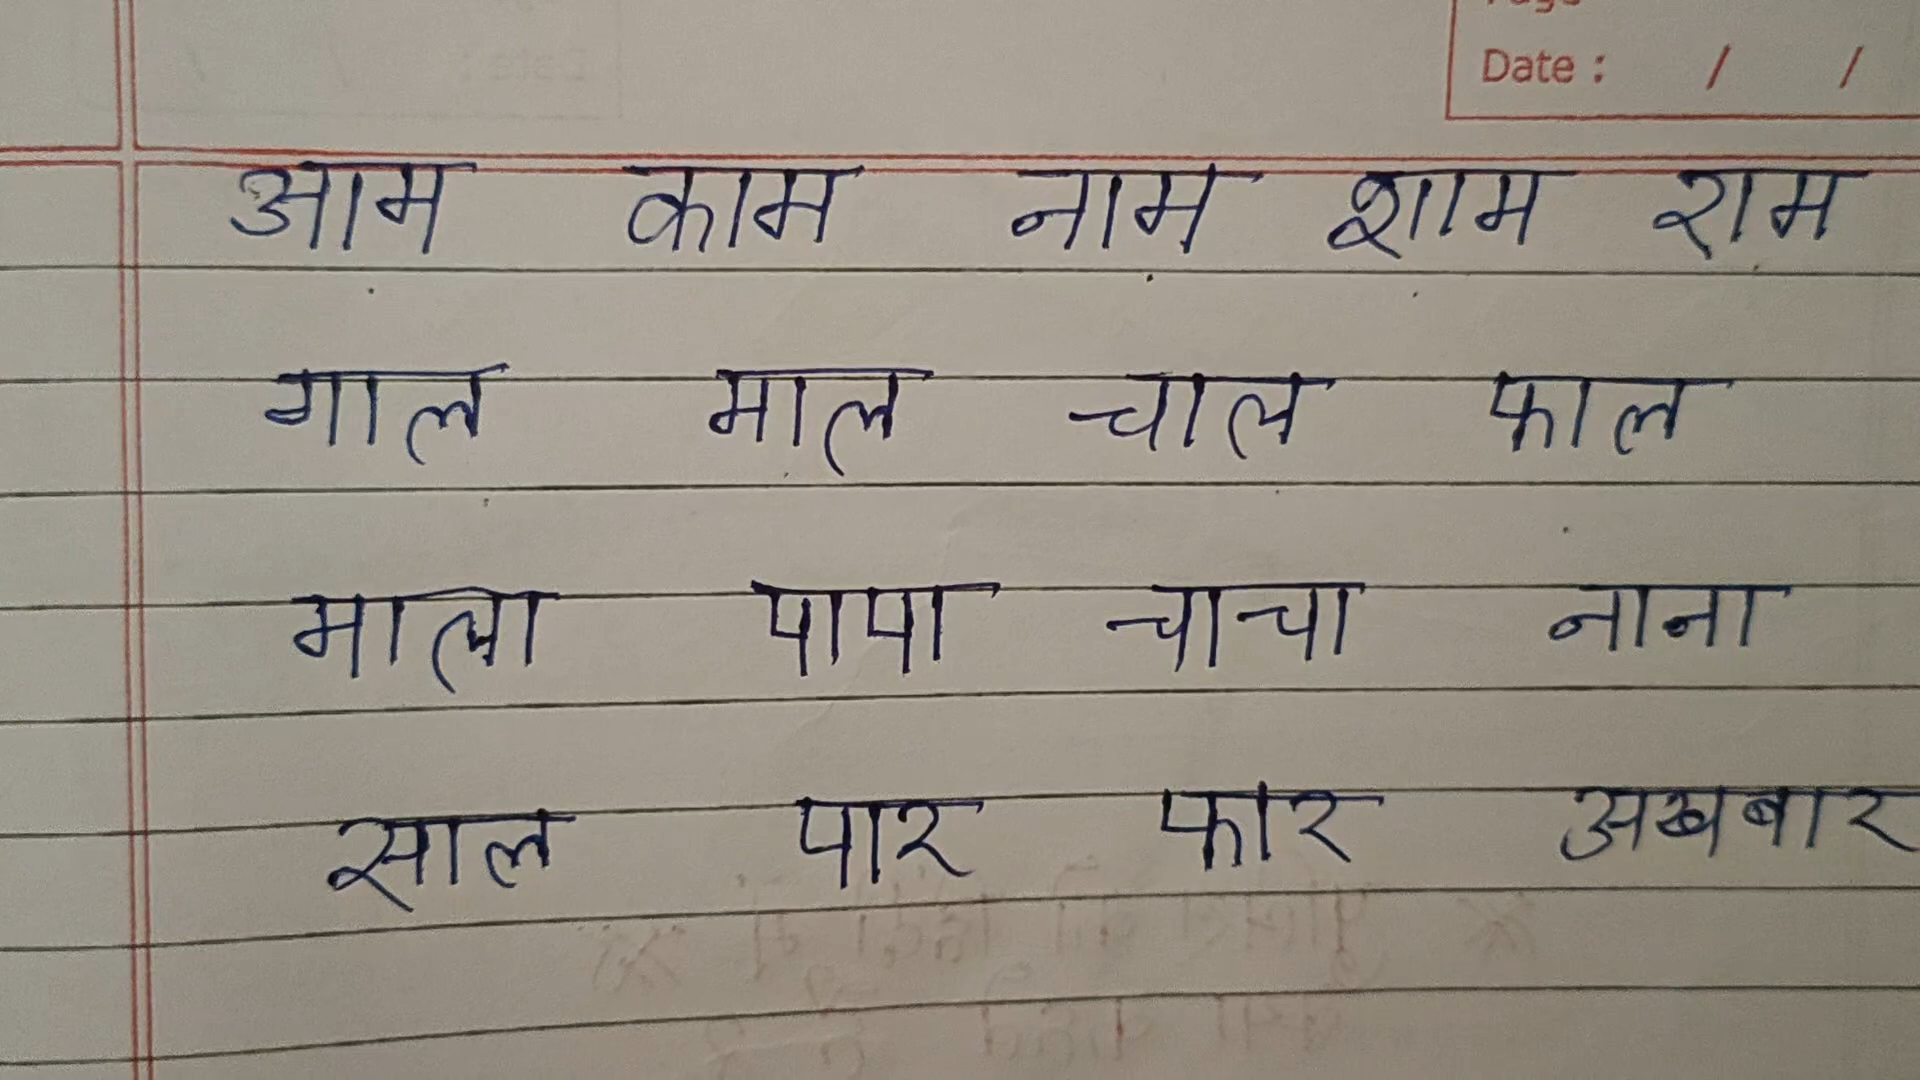 Date : / /
आम काम नाम शाम राम
गाल माल चाल फाल
माला पापा चाचा नाना
साल पार फार अखबार